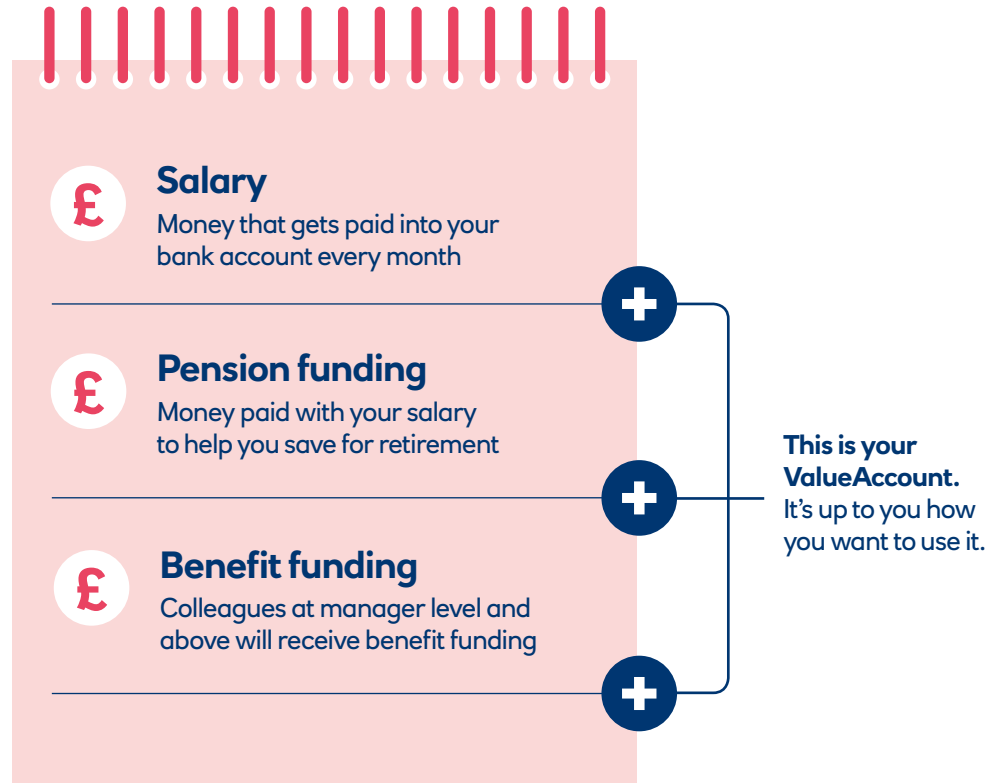 £
Salary
Money that gets paid into your
bank account every month
£
Pension funding
Money paid with your salary
to help you save for retirement
£
Benefit funding
Colleagues at manager level and
above will receive benefit funding
This is your
ValueAccount.
It’s up to you how
you want to use it.